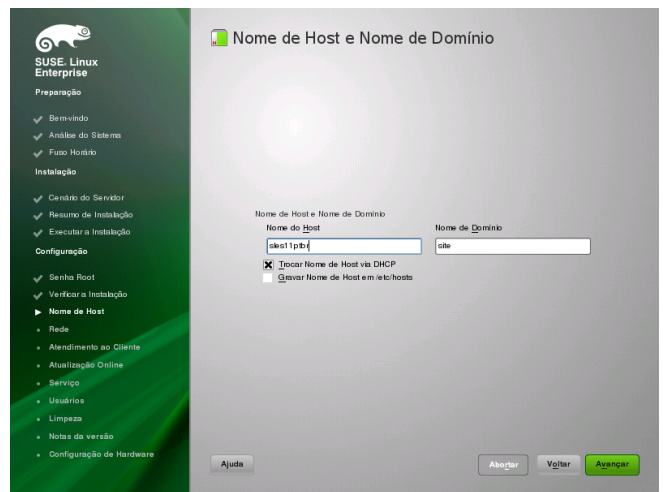 SUSE. Linux
Enterprise
Preparação
Bem-vindo
Análise do Sistema
Fuso Horário
Instalação
Cenário do Servidor
Resumo de Instalação
Executar a Instalação
Configuração
Senha Root
Verificar a Instalação
Nome de Host
Rede
Atendimento ao Cliente
Atualização Online
Serviço
Usuários
Limpeza
Notas da versão
Configuração de Hardware
Nome de Host e Nome de Domínio
Nome de Host e Nome de Domínio
Nome do Host
Nome de Domínio
sles11ptbr
site
Trocar Nome de Host via DHCP
Gravar Nome de Host em /etc/hosts
Ajuda
Abortar
Voltar
Avançar